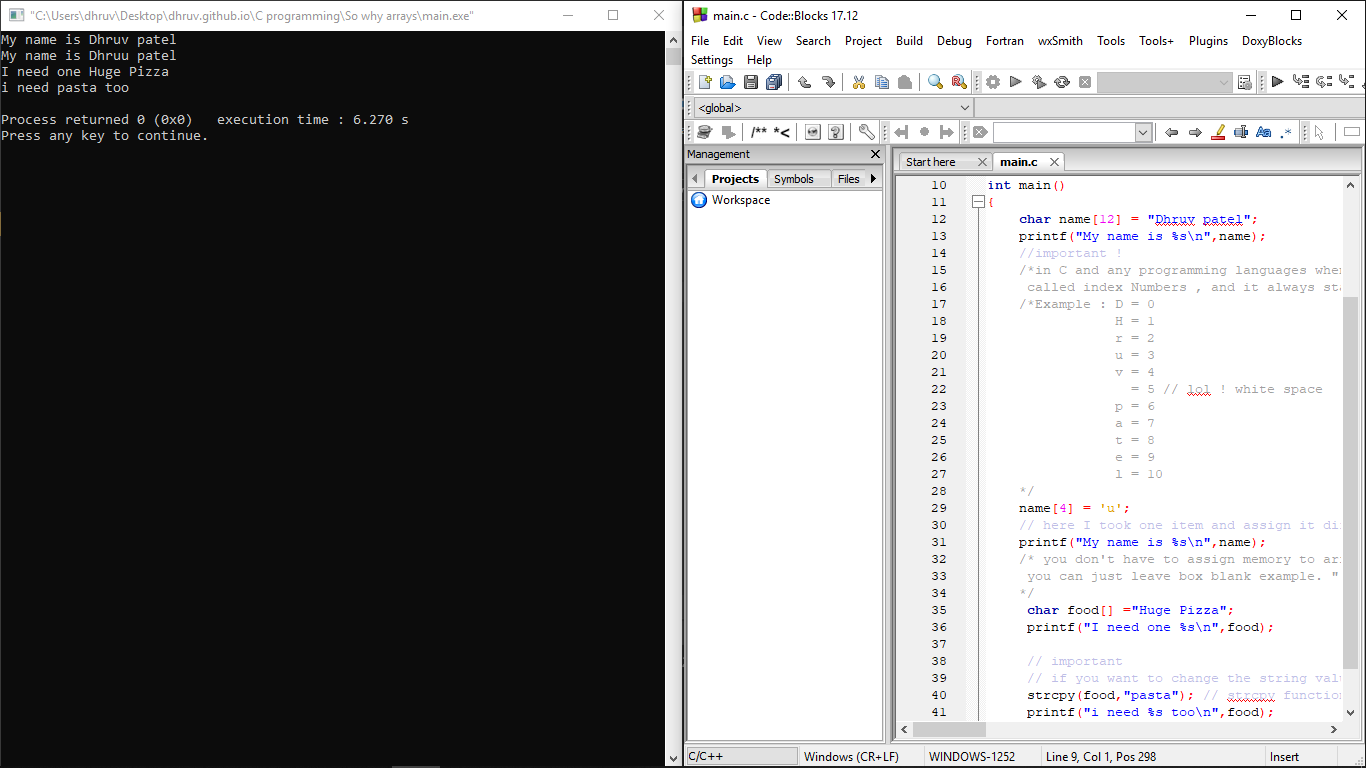 "C:\Users\dhruv\Desktop\dhruv.github.io\C programming\So why arrays\main.exe"
My name is Dhruv patel
My name is Dhruu patel
I need one Huge Pizza
i need pasta too
Process returned 0 (0x0)   execution time : 6.270 s
Press any key to continue.
main.c - Code::Blocks 17.12
File Edit View Search Project Build Debug Fortran wxSmith Tools Tools+ Plugins DoxyBlocks
Settings Help
<global>
/** *<
Management
Projects Symbols Files
Workspace
Start here main.c
10 int main()
11 {
12 char name[12] = "Dhruv patel";
13 printf("My name is %s\n",name);
14 //important !
15 /*in C and any programming languages whe
16 called index Numbers , and it always sta
17 /*Example : D = 0
18 H = 1
19 r = 2
20 u = 3
21 v = 4
22 = 5 // lol ! white space
23 p = 6
24 a = 7
25 t = 8
26 e = 9
27 l = 10
28 */
29 name[4] = 'u';
30 // here I took one item and assign it di
31 printf("My name is %s\n",name);
32 /* you don't have to assign memory to ar
33 you can just leave box blank example. "
34 */
35 char food[] ="Huge Pizza";
36 printf("I need one %s\n",food);
37
38 // important
39 // if you want to change the string val
40 strcpy(food,"pasta"); // strcpy functio
41 printf("i need %s too\n",food);
C/C++ Windows (CR+LF) WINDOWS-1252 Line 9, Col 1, Pos 298 Insert